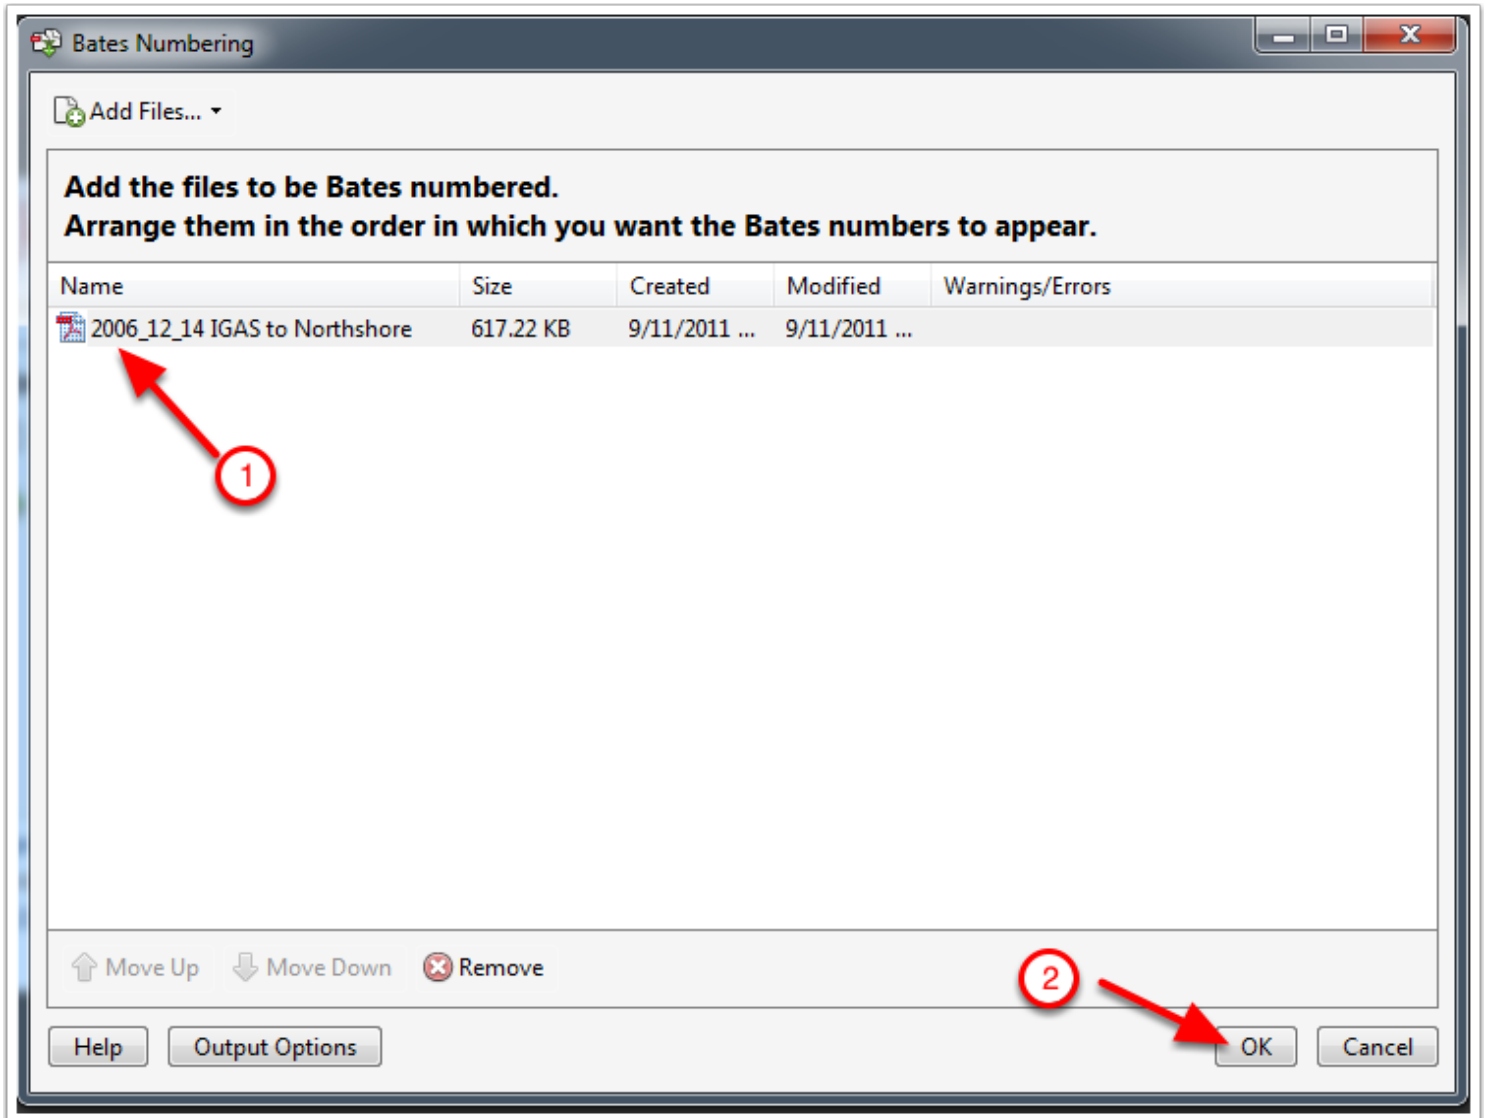 Bates Numbering
Add Files...
Add the files to be Bates numbered.
Arrange them in the order in which you want the Bates numbers to appear.
Name Size Created Modified Warnings/Errors
2006_12_14 IGAS to Northshore 617.22 KB 9/11/2011 ... 9/11/2011 ...
1
Move Up Move Down Remove
2
Help Output Options OK Cancel